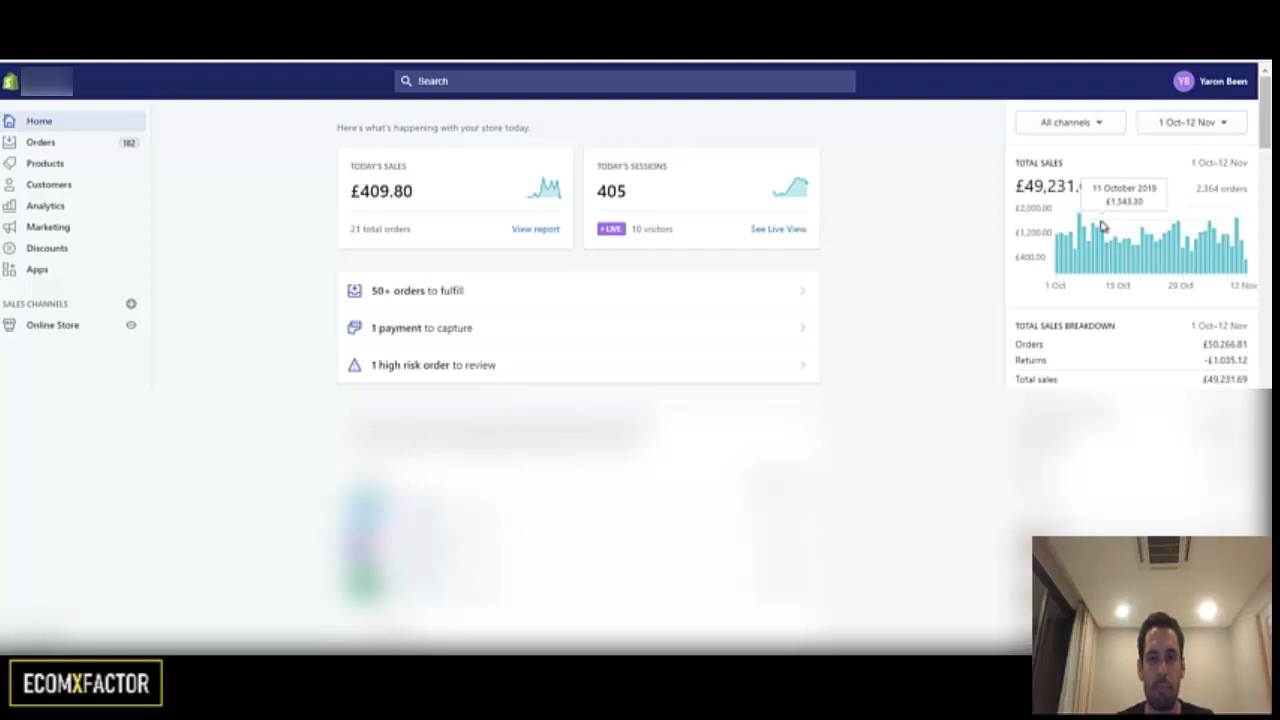 Search
YB Yaron Been
Home
Orders 182
Products
Customers
Analytics
Marketing
Discounts
Apps
SALES CHANNELS
Online Store
Here's what's happening with your store today.
TODAY'S SALES
£409.80
21 total orders View report
TODAY'S SESSIONS
405
LIVE 10 visitors See Live View
50+ orders to fulfill
1 payment to capture
1 high risk order to review
All channels 1 Oct–12 Nov
TOTAL SALES 1 Oct–12 Nov
£49,231. 2,364 orders
11 October 2019
£1,543.30
£2,000.00
£1,200.00
£400.00
1 Oct 15 Oct 29 Oct 12 Nov
TOTAL SALES BREAKDOWN 1 Oct–12 Nov
Orders £50,266.81
Returns -£1,035.12
Total sales £49,231.69
ECOMXFACTOR